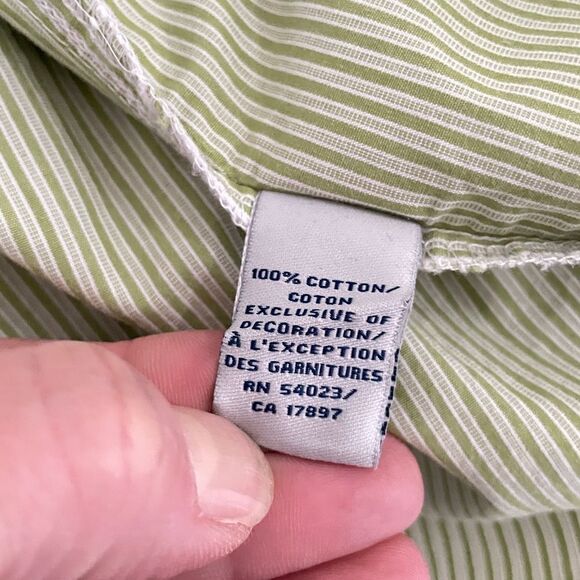 100% COTTON/
COTON
EXCLUSIVE OF
DECORATION/
À L'EXCEPTION
DES GARNITURES
RN 54023/
CA 17897